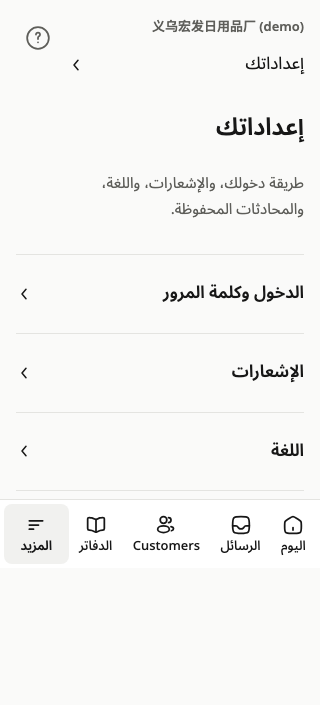 义乌宏发日用品厂 (demo)
إعداداتك
إعداداتك
طريقة دخولك، والإشعارات، واللغة،
والمحادثات المحفوظة.
الدخول وكلمة المرور
الإشعارات
اللغة
اليوم
الرسائل
Customers
الدفاتر
المزيد